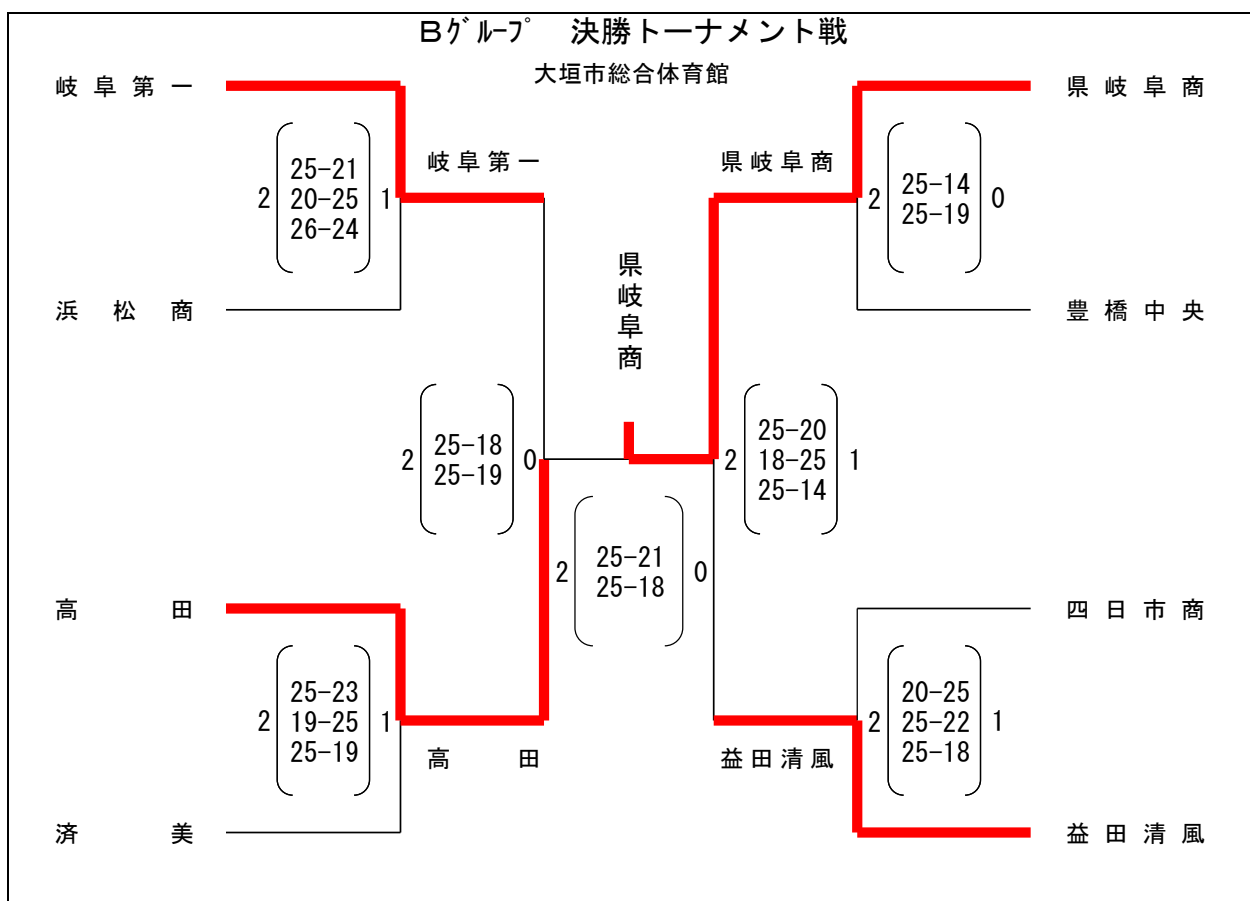 Bｸﾞﾙｰﾌﾟ 決勝トーナメント戦
大垣市総合体育館
岐阜第一
県岐阜商
2
25-21
20-25
26-24
1
岐阜第一
県岐阜商
2
25-14
25-19
0
浜松商
県岐阜商
豊橋中央
2
25-18
25-19
0
2
25-20
18-25
25-14
1
2
25-21
25-18
0
高田
四日市商
2
25-23
19-25
25-19
1
高田
益田清風
2
20-25
25-22
25-18
1
済美
益田清風